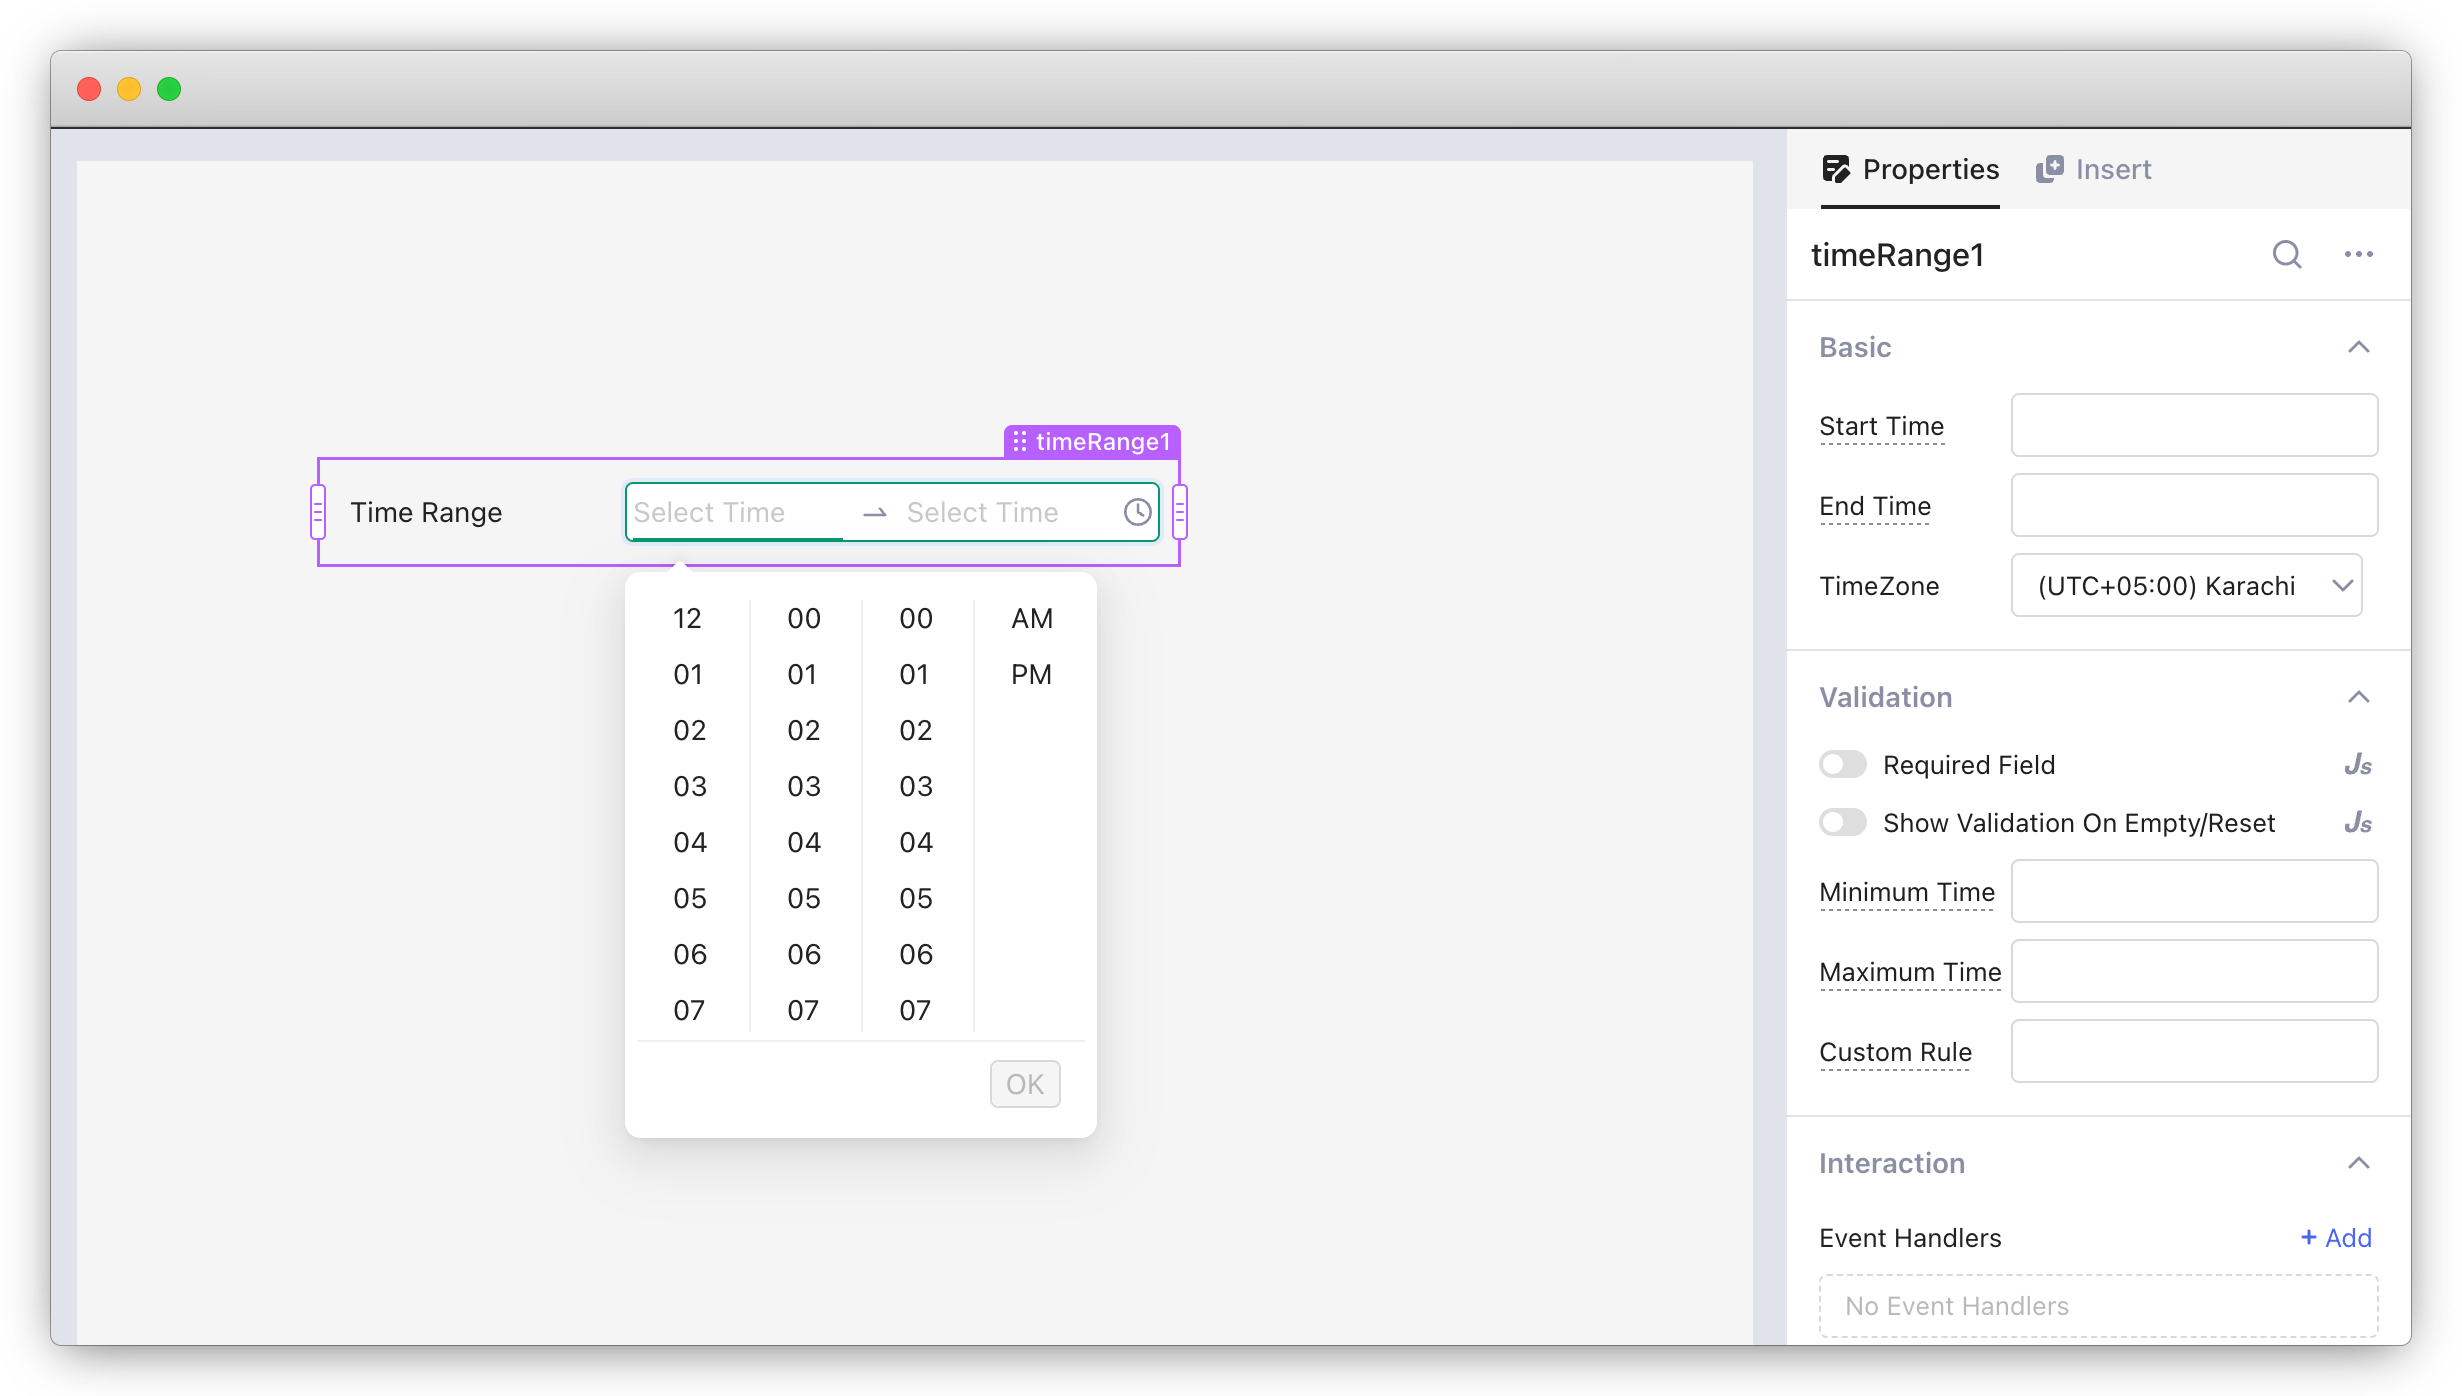 Properties Insert
timeRange1
Basic
Start Time
End Time
TimeZone (UTC+05:00) Karachi
Validation
Required Field Js
Show Validation On Empty/Reset Js
Minimum Time
Maximum Time
Custom Rule
Interaction
Event Handlers + Add
No Event Handlers
timeRange1
Time Range Select Time → Select Time
12 00 00 AM
01 01 01 PM
02 02 02
03 03 03
04 04 04
05 05 05
06 06 06
07 07 07
OK